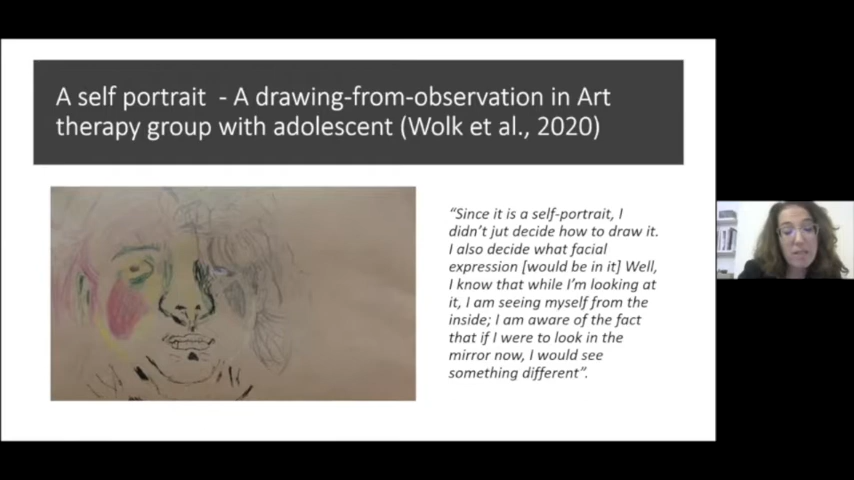 A self portrait - A drawing-from-observation in Art
therapy group with adolescent (Wolk et al., 2020)
"Since it is a self-portrait, I
didn't jut decide how to draw it.
I also decide what facial
expression [would be in it] Well,
I know that while I'm looking at
it, I am seeing myself from the
inside; I am aware of the fact
that if I were to look in the
mirror now, I would see
something different".